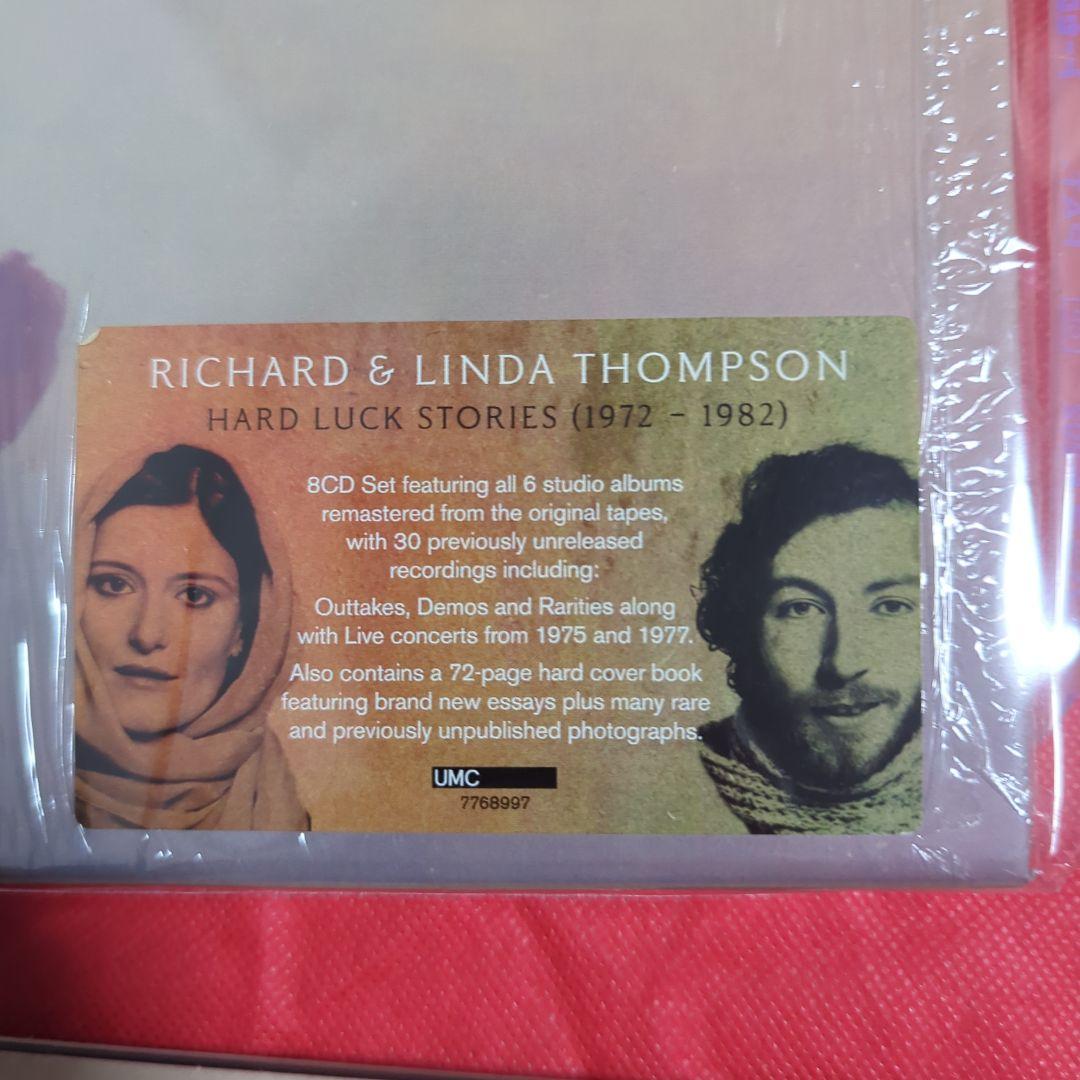 RICHARD & LINDA THOMPSON
HARD LUCK STORIES (1972 – 1982)
8CD Set featuring all 6 studio albums
remastered from the original tapes,
with 30 previously unreleased
recordings including:
Outtakes, Demos and Rarities along
with Live concerts from 1975 and 1977.
Also contains a 72-page hard cover book
featuring brand new essays plus many rare
and previously unpublished photographs.
UMC
7768997